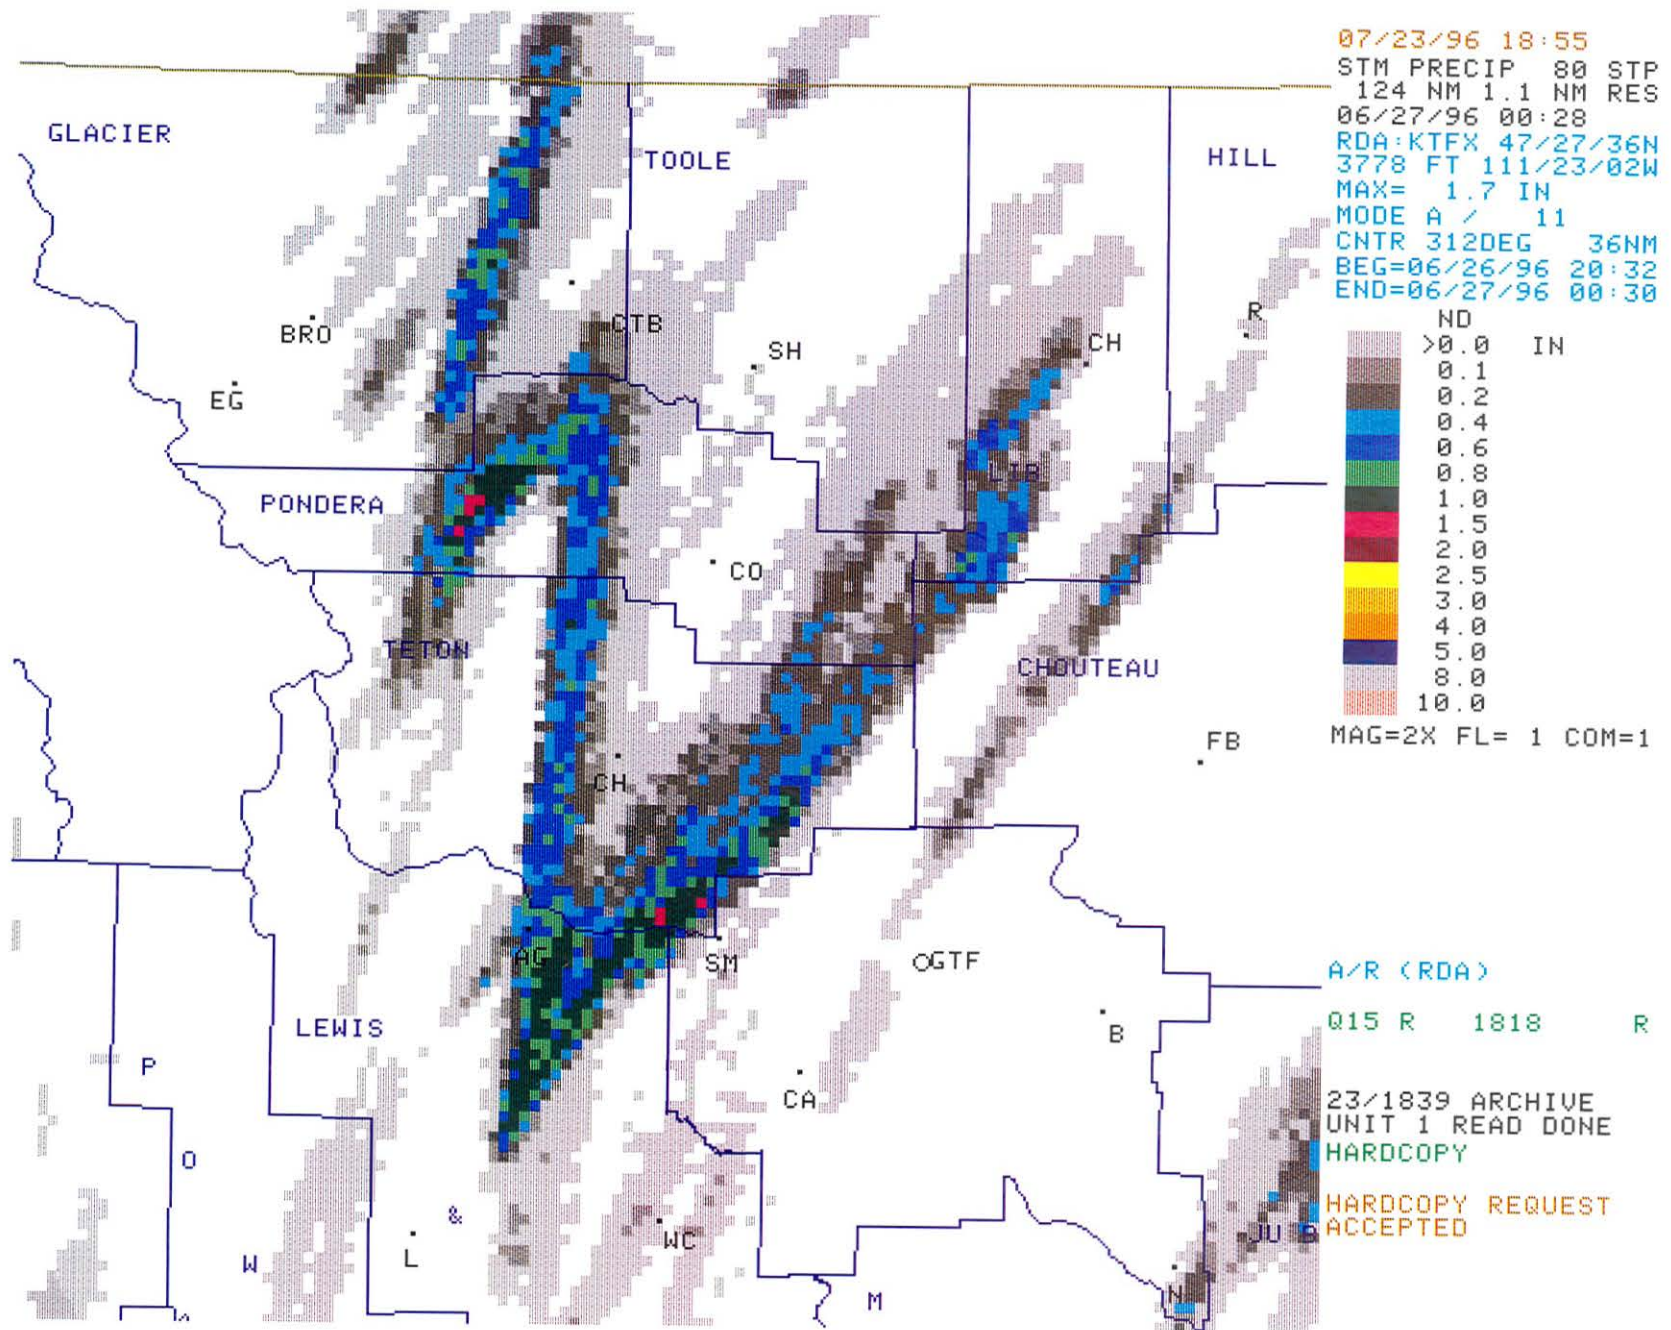 07/23/96 18:55
STM PRECIP 80 STP
124 NM 1.1 NM RES
06/27/96 00:28
RDA:KTFX 47/27/36N
3778 FT 111/23/02W
MAX= 1.7 IN
MODE A / 11
CNTR 312DEG 36NM
BEG=06/26/96 20:32
END=06/27/96 00:30
ND
>0.0 IN
0.1
0.2
0.4
0.6
0.8
1.0
1.5
2.0
2.5
3.0
4.0
5.0
8.0
10.0
MAG=2X FL= 1 COM=1
A/R (RDA)
Q15 R 1818 R
23/1839 ARCHIVE
UNIT 1 READ DONE
HARDCOPY
HARDCOPY REQUEST
ACCEPTED
GLACIER
TOOLE
HILL
BRO
CTB
SH
CH
R
EG
LIB
PONDERA
CO
TETON
CHOUTEAU
FB
CH
AG
SM
GTF
LEWIS
B
P
CA
O
&
WC
W
L
JU B
N
M